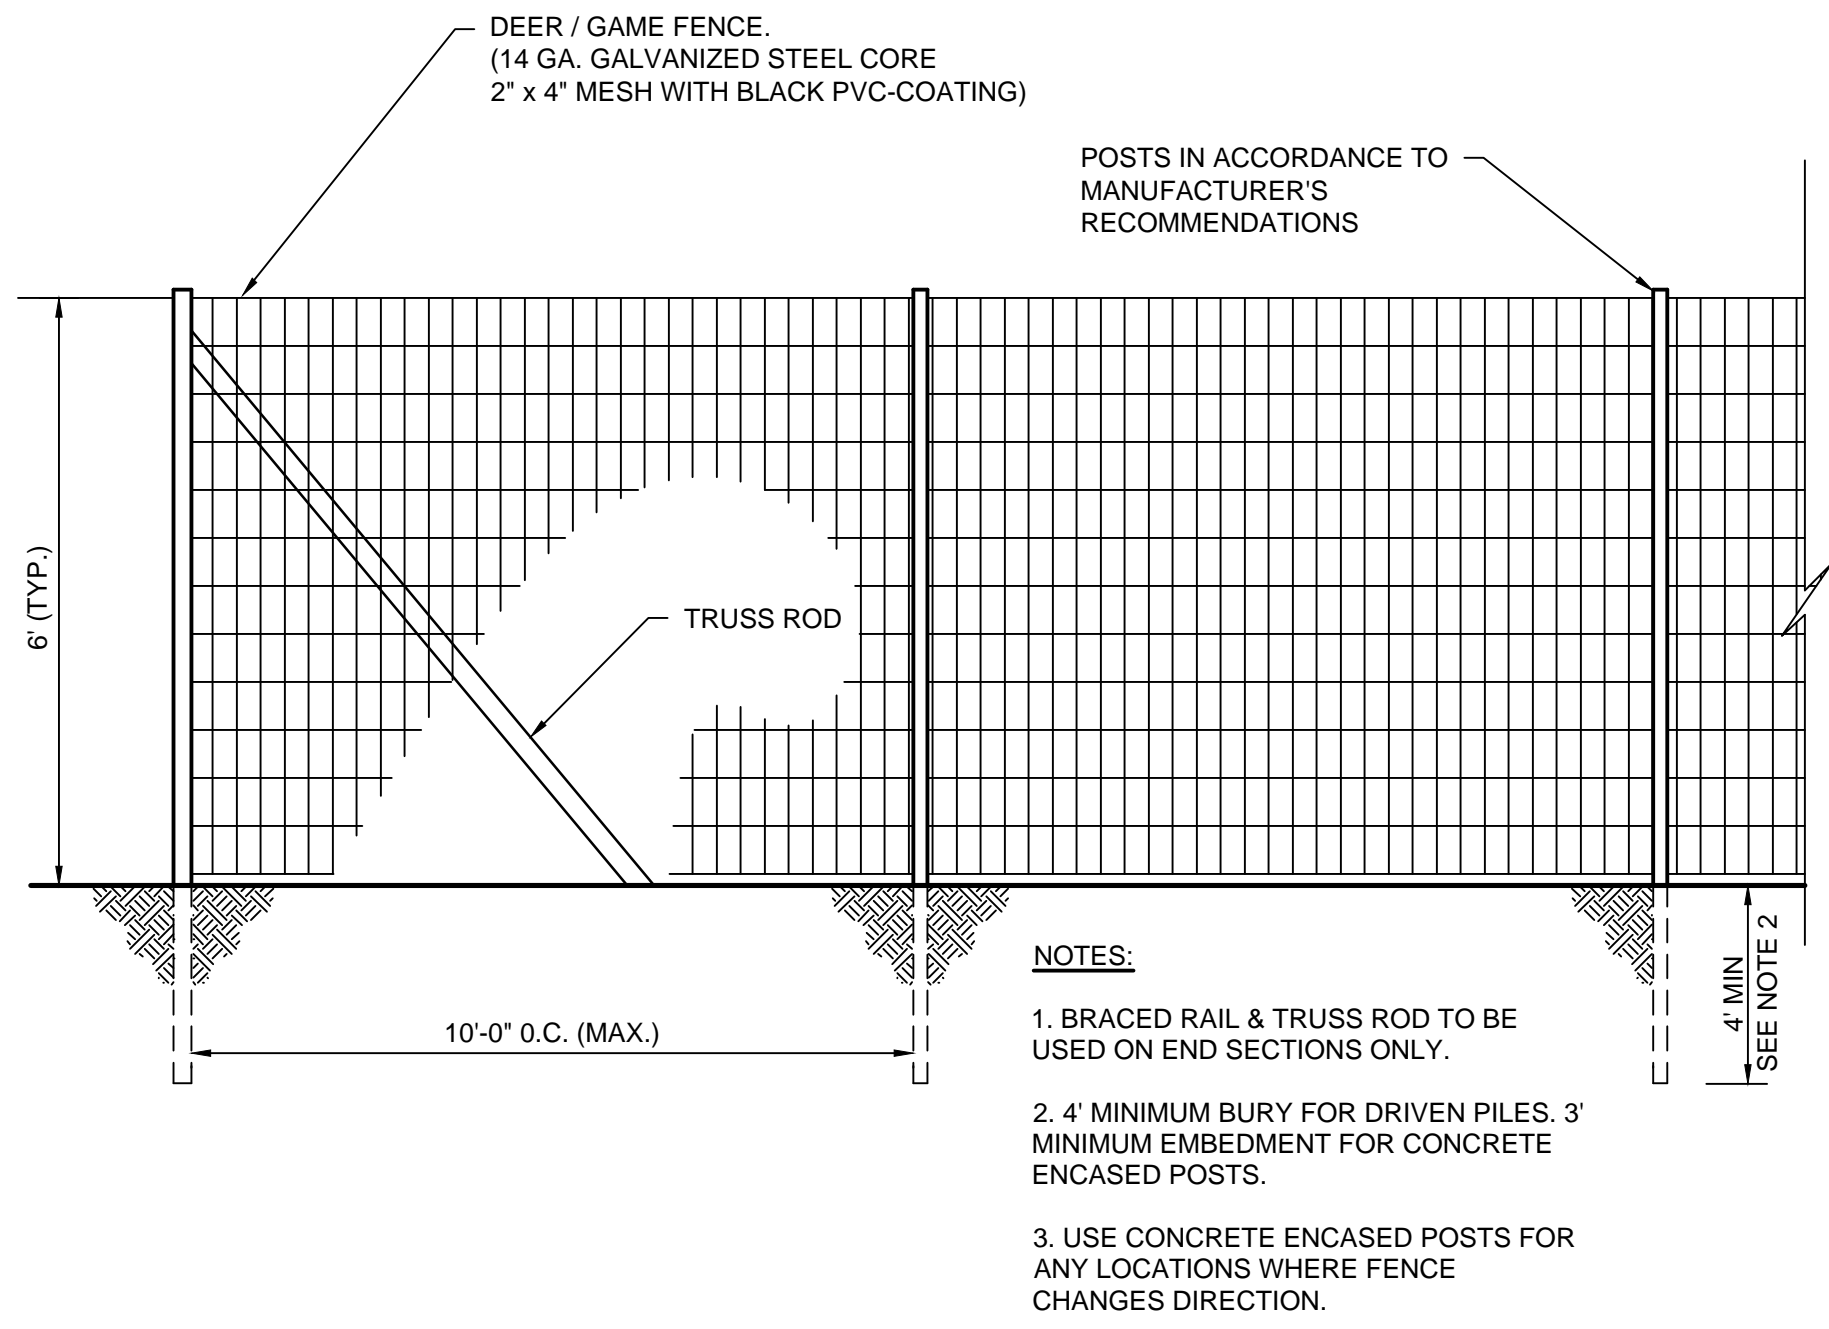 DEER / GAME FENCE.
(14 GA. GALVANIZED STEEL CORE
2" x 4" MESH WITH BLACK PVC-COATING)
POSTS IN ACCORDANCE TO
MANUFACTURER'S
RECOMMENDATIONS
6' (TYP.)
TRUSS ROD
10'-0" 0.C. (MAX.)
4' MIN
SEE NOTE 2
NOTES:
1. BRACED RAIL & TRUSS ROD TO BE
USED ON END SECTIONS ONLY.
2. 4' MINIMUM BURY FOR DRIVEN PILES. 3'
MINIMUM EMBEDMENT FOR CONCRETE
ENCASED POSTS.
3. USE CONCRETE ENCASED POSTS FOR
ANY LOCATIONS WHERE FENCE
CHANGES DIRECTION.